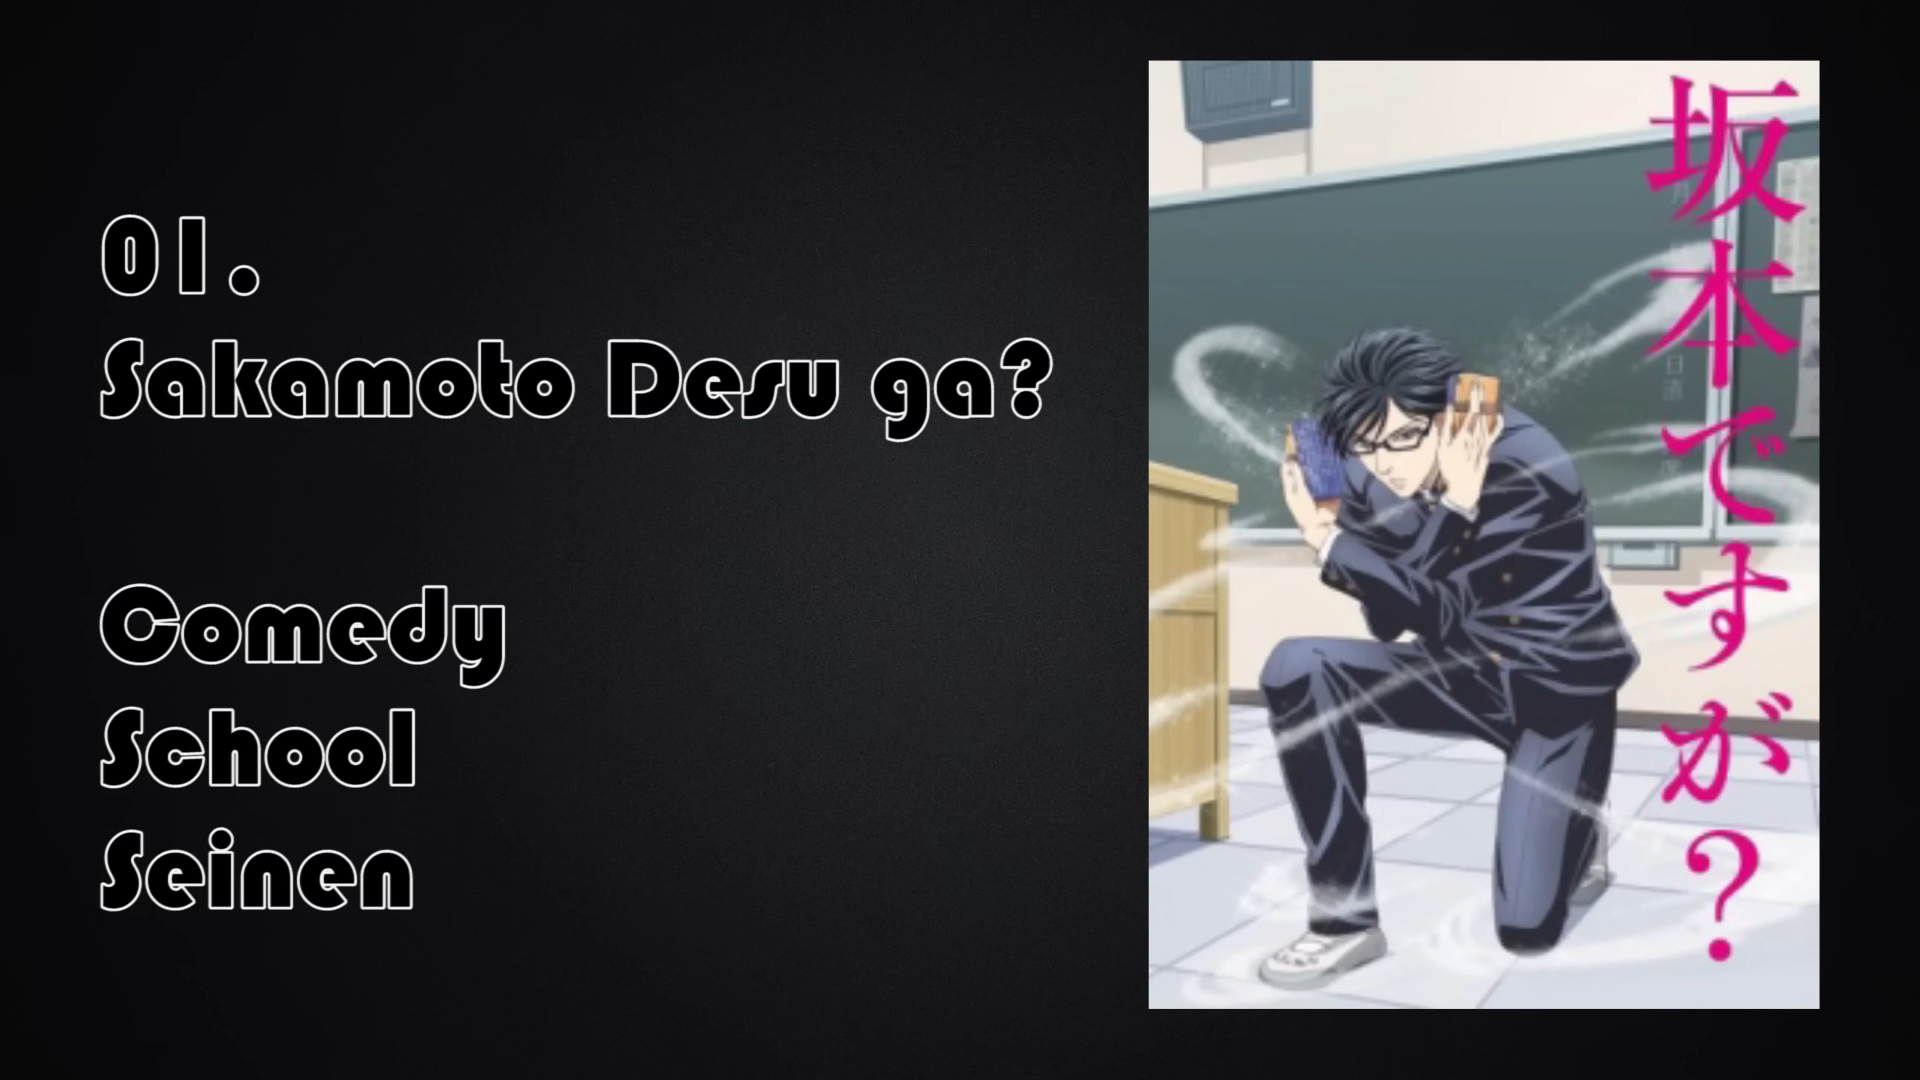 01.
Sakamoto Desu ga?
Comedy
School
Seinen
坂本ですが?